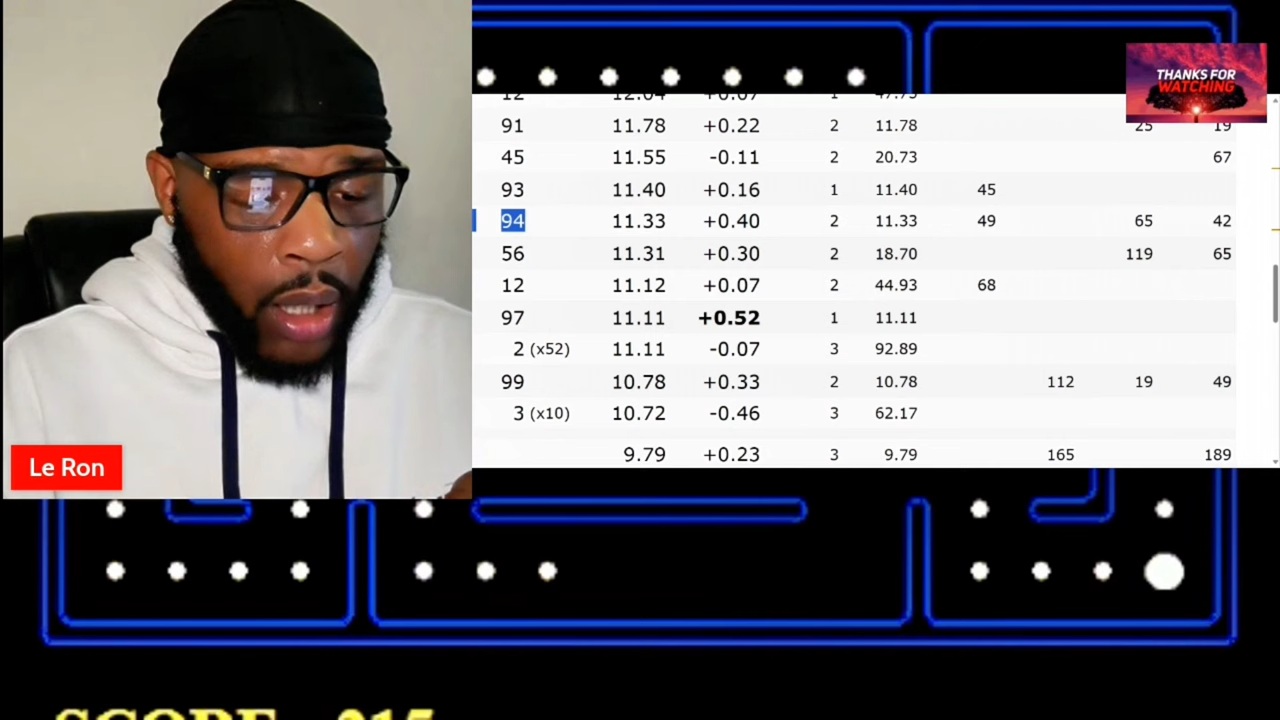 THANKS FOR
WATCHING
91 11.78 +0.22 2 11.78 25 19
45 11.55 -0.11 2 20.73 67
93 11.40 +0.16 1 11.40 45
94 11.33 +0.40 2 11.33 49 65 42
56 11.31 +0.30 2 18.70 119 65
12 11.12 +0.07 2 44.93 68
97 11.11 +0.52 1 11.11
2 (x52) 11.11 -0.07 3 92.89
99 10.78 +0.33 2 10.78 112 19 49
3 (x10) 10.72 -0.46 3 62.17
9.79 +0.23 3 9.79 165 189
Le Ron